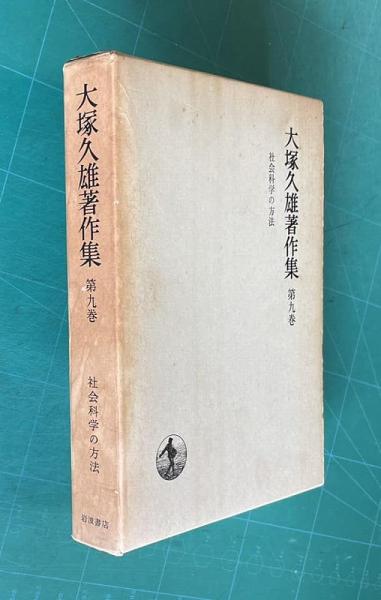 大塚久雄著作集 第九巻
社会科学の方法
岩波書店
大塚久雄著作集 第九巻
社会科学の方法